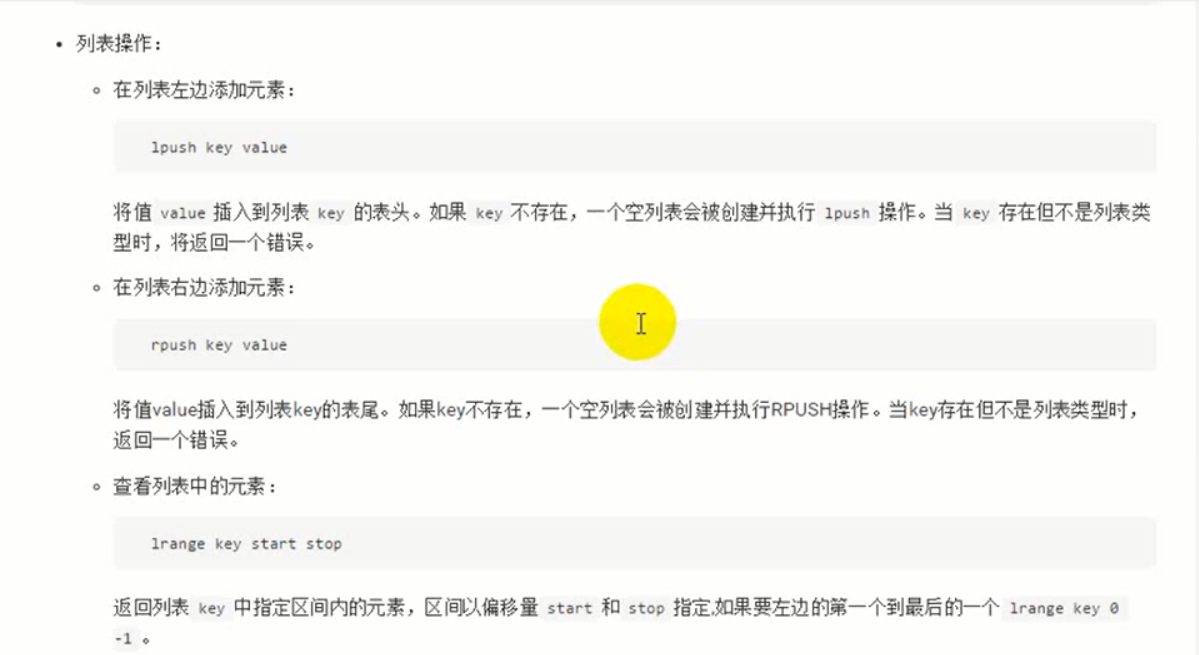 列表操作：
在列表左边添加元素：
lpush key value
将值 value 插入到列表 key 的表头。如果 key 不存在，一个空列表会被创建并执行 lpush 操作。当 key 存在但不是列表类
型时，将返回一个错误。
在列表右边添加元素：
rpush key value
将值value插入到列表key的表尾。如果key不存在，一个空列表会被创建并执行RPUSH操作。当key存在但不是列表类型时，
返回一个错误。
查看列表中的元素：
lrange key start stop
返回列表 key 中指定区间内的元素，区间以偏移量 start 和 stop 指定,如果要左边的第一个到最后的一个 lrange key 0
-1 。